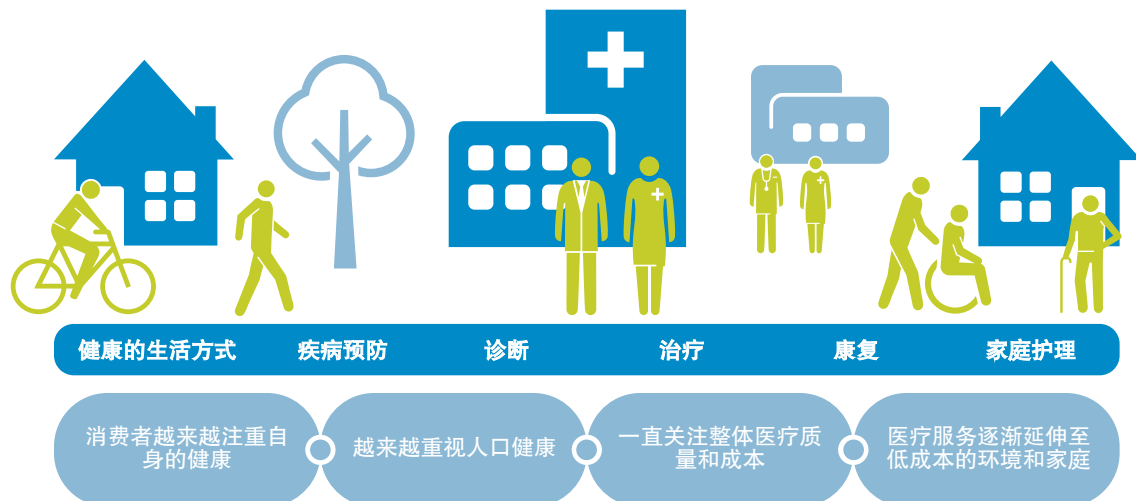 健康的生活方式
疾病预防
诊断
治疗
康复
家庭护理
消费者越来越注重自
身的健康
越来越重视人口健康
一直关注整体医疗质
量和成本
医疗服务逐渐延伸至
低成本的环境和家庭